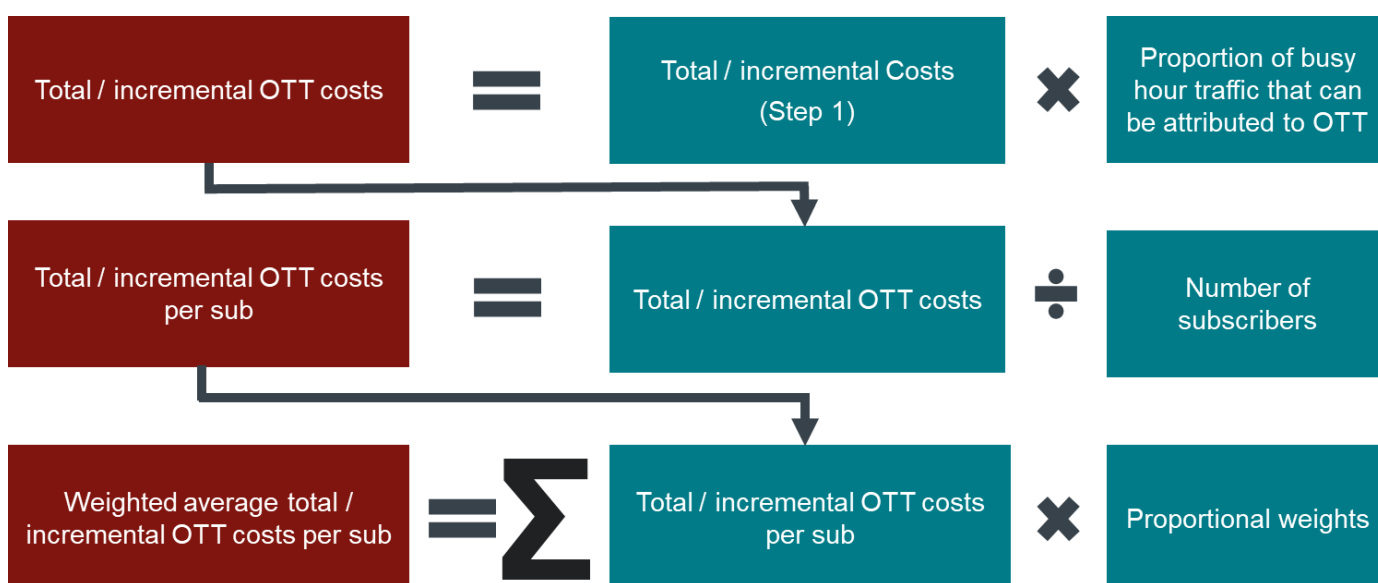 Total / incremental OTT costs
=
Total / incremental Costs
(Step 1)
×
Proportion of busy
hour traffic that can
be attributed to OTT
Total / incremental OTT costs
per sub
=
Total / incremental OTT costs
÷
Number of
subscribers
Weighted average total /
incremental OTT costs per sub
=
Σ
Total / incremental OTT costs
per sub
×
Proportional weights